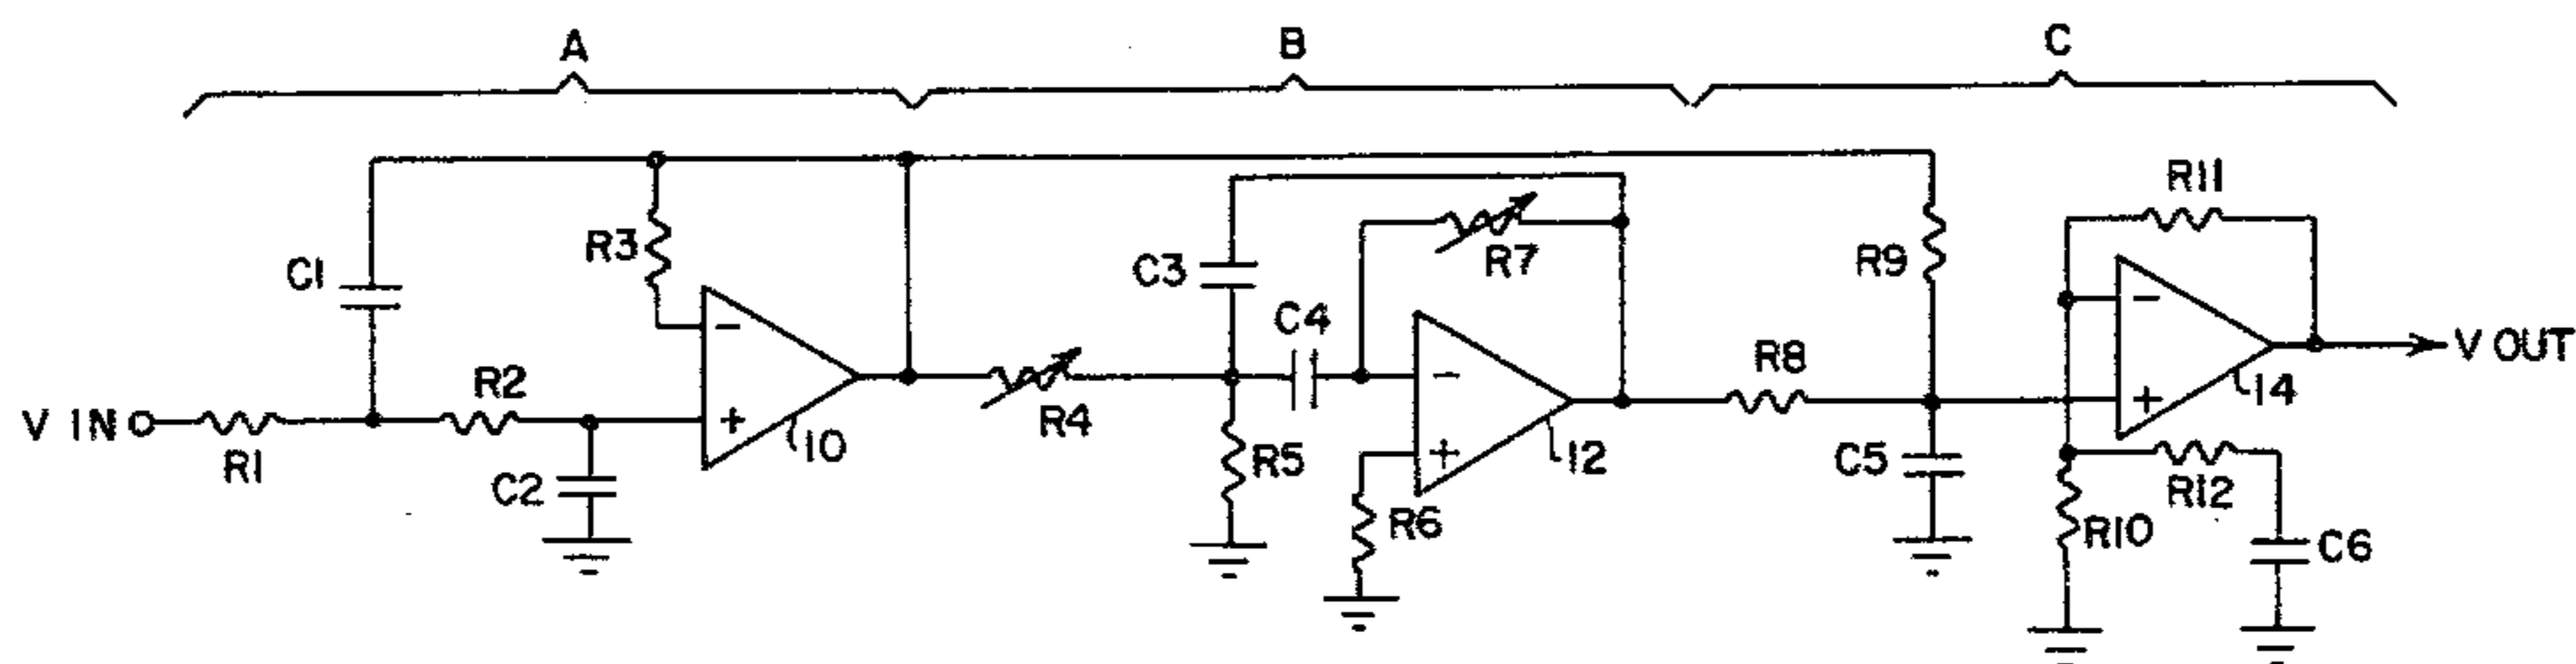 A B C
R11
R3
R7
R9
C1
C3
C4
R2
R8
V OUT
−
−
−
V IN
R1
+
10
R4
R5
+
12
+
14
C2
R6
C5
R12
R10
C6